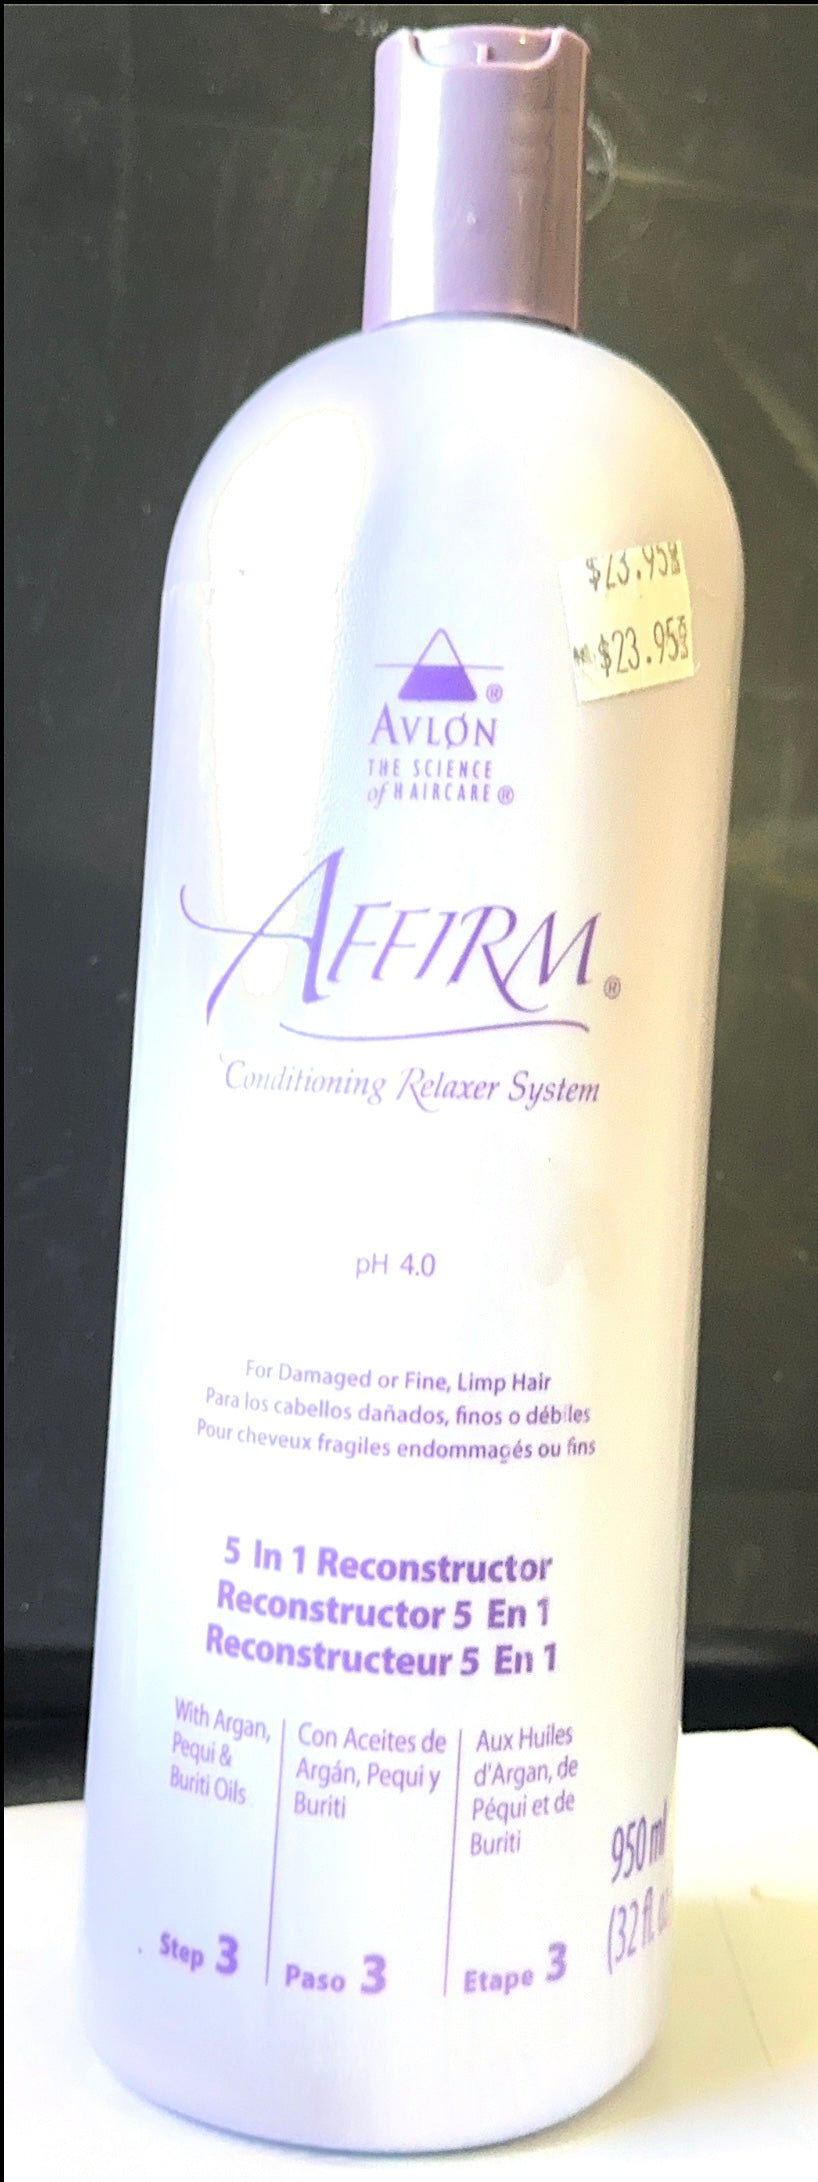 $23.95
$23.95
®
AVLØN
THE SCIENCE
of HAIRCARE ®
AFFIRM®
Conditioning Relaxer System
pH 4.0
For Damaged or Fine, Limp Hair
Para los cabellos dañados, finos o débiles
Pour cheveux fragiles endommagés ou fins
5 In 1 Reconstructor
Reconstructor 5 En 1
Reconstructeur 5 En 1
With Argan,
Pequi &
Buriti Oils
Step 3
Con Aceites de
Argán, Pequi y
Buriti
Paso 3
Aux Huiles
d'Argan, de
Péqui et de
Buriti
Etape 3
950 ml
(32 fl.